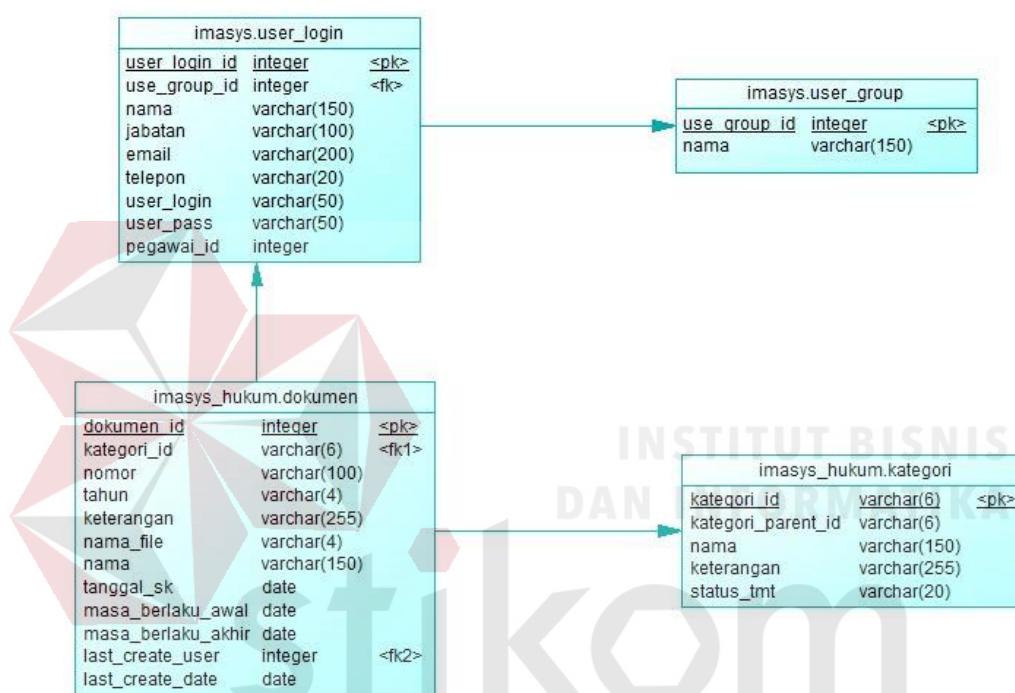 imasys.user_login
user_login_id integer <pk>
use_group_id integer <fk>
nama varchar(150)
jabatan varchar(100)
email varchar(200)
telepon varchar(20)
user_login varchar(50)
user_pass varchar(50)
pegawai_id integer
imasys.user_group
use_group_id integer <pk>
nama varchar(150)
imasys_hukum.dokumen
dokumen_id integer <pk>
kategori_id varchar(6) <fk1>
nomor varchar(100)
tahun varchar(4)
keterangan varchar(255)
nama_file varchar(4)
nama varchar(150)
tanggal_sk date
masa_berlaku_awal date
masa_berlaku_akhir date
last_create_user integer <fk2>
last_create_date date
imasys_hukum.kategori
kategori_id varchar(6) <pk>
kategori_parent_id varchar(6)
nama varchar(150)
keterangan varchar(255)
status_tmt varchar(20)
INSTITUT BISNIS
DAN INFORMATIKA
stikom